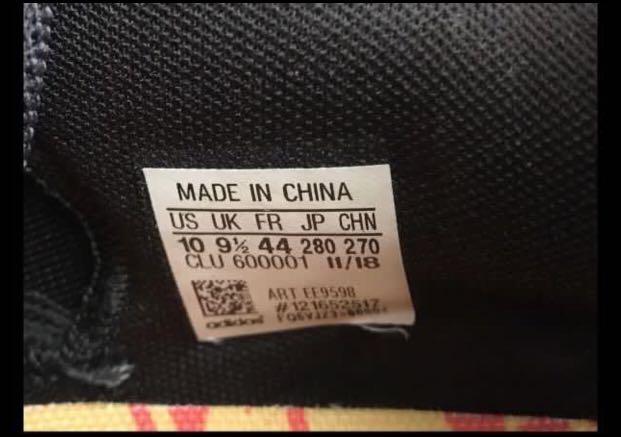 MADE IN CHINA
US UK FR JP CHN
10 9½ 44 280 270
CLU 600001 11/18
ART EE9598
#121652517
adidas